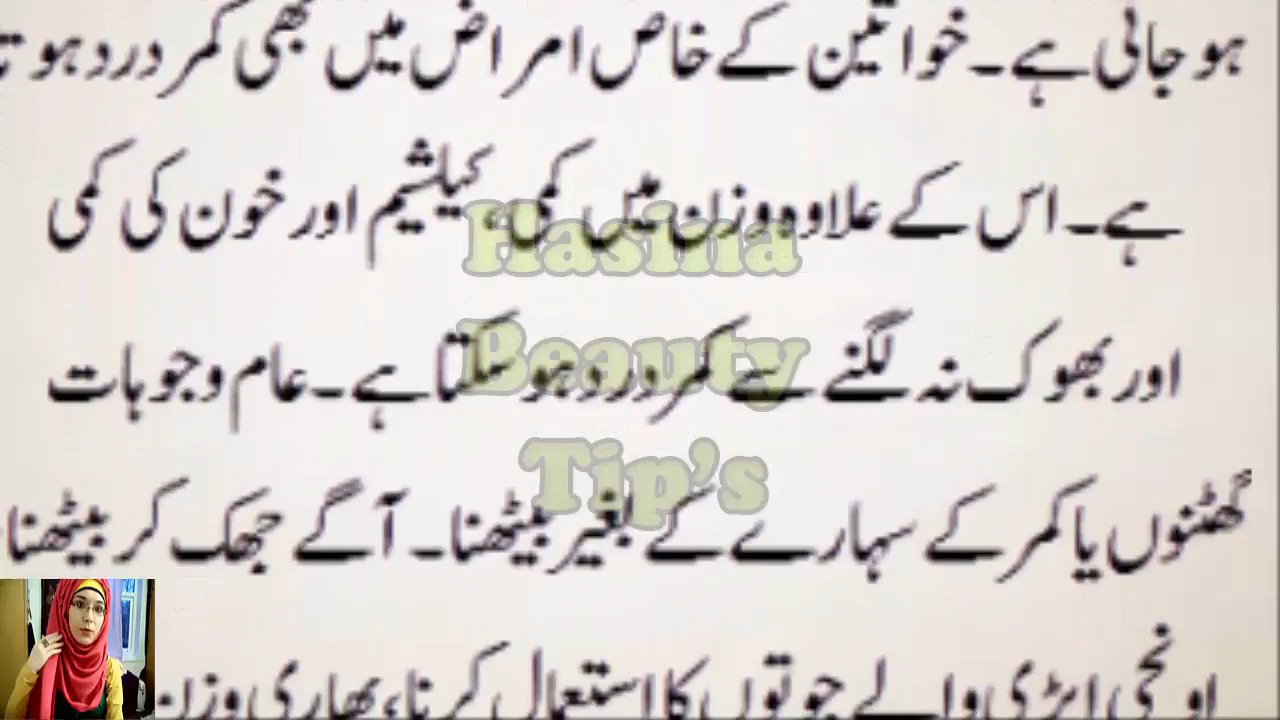 ہو جاتی ہے۔ خواتین کے خاص امراض میں بھی کمر درد ہوتا
ہے۔ اس کے علاوہ وزن میں کمی، کیلشیم اور خون کی کمی
اور بھوک نہ لگنے سے کمر درد ہو سکتا ہے۔ عام وجوہات
گھٹنوں یا کمر کے سہارے کے بغیر بیٹھنا۔ آگے جھک کر بیٹھنا
اونچی ایڑی والے جوتوں کا استعمال کرنا، بھاری وزن
Hasina
Beauty
Tip's